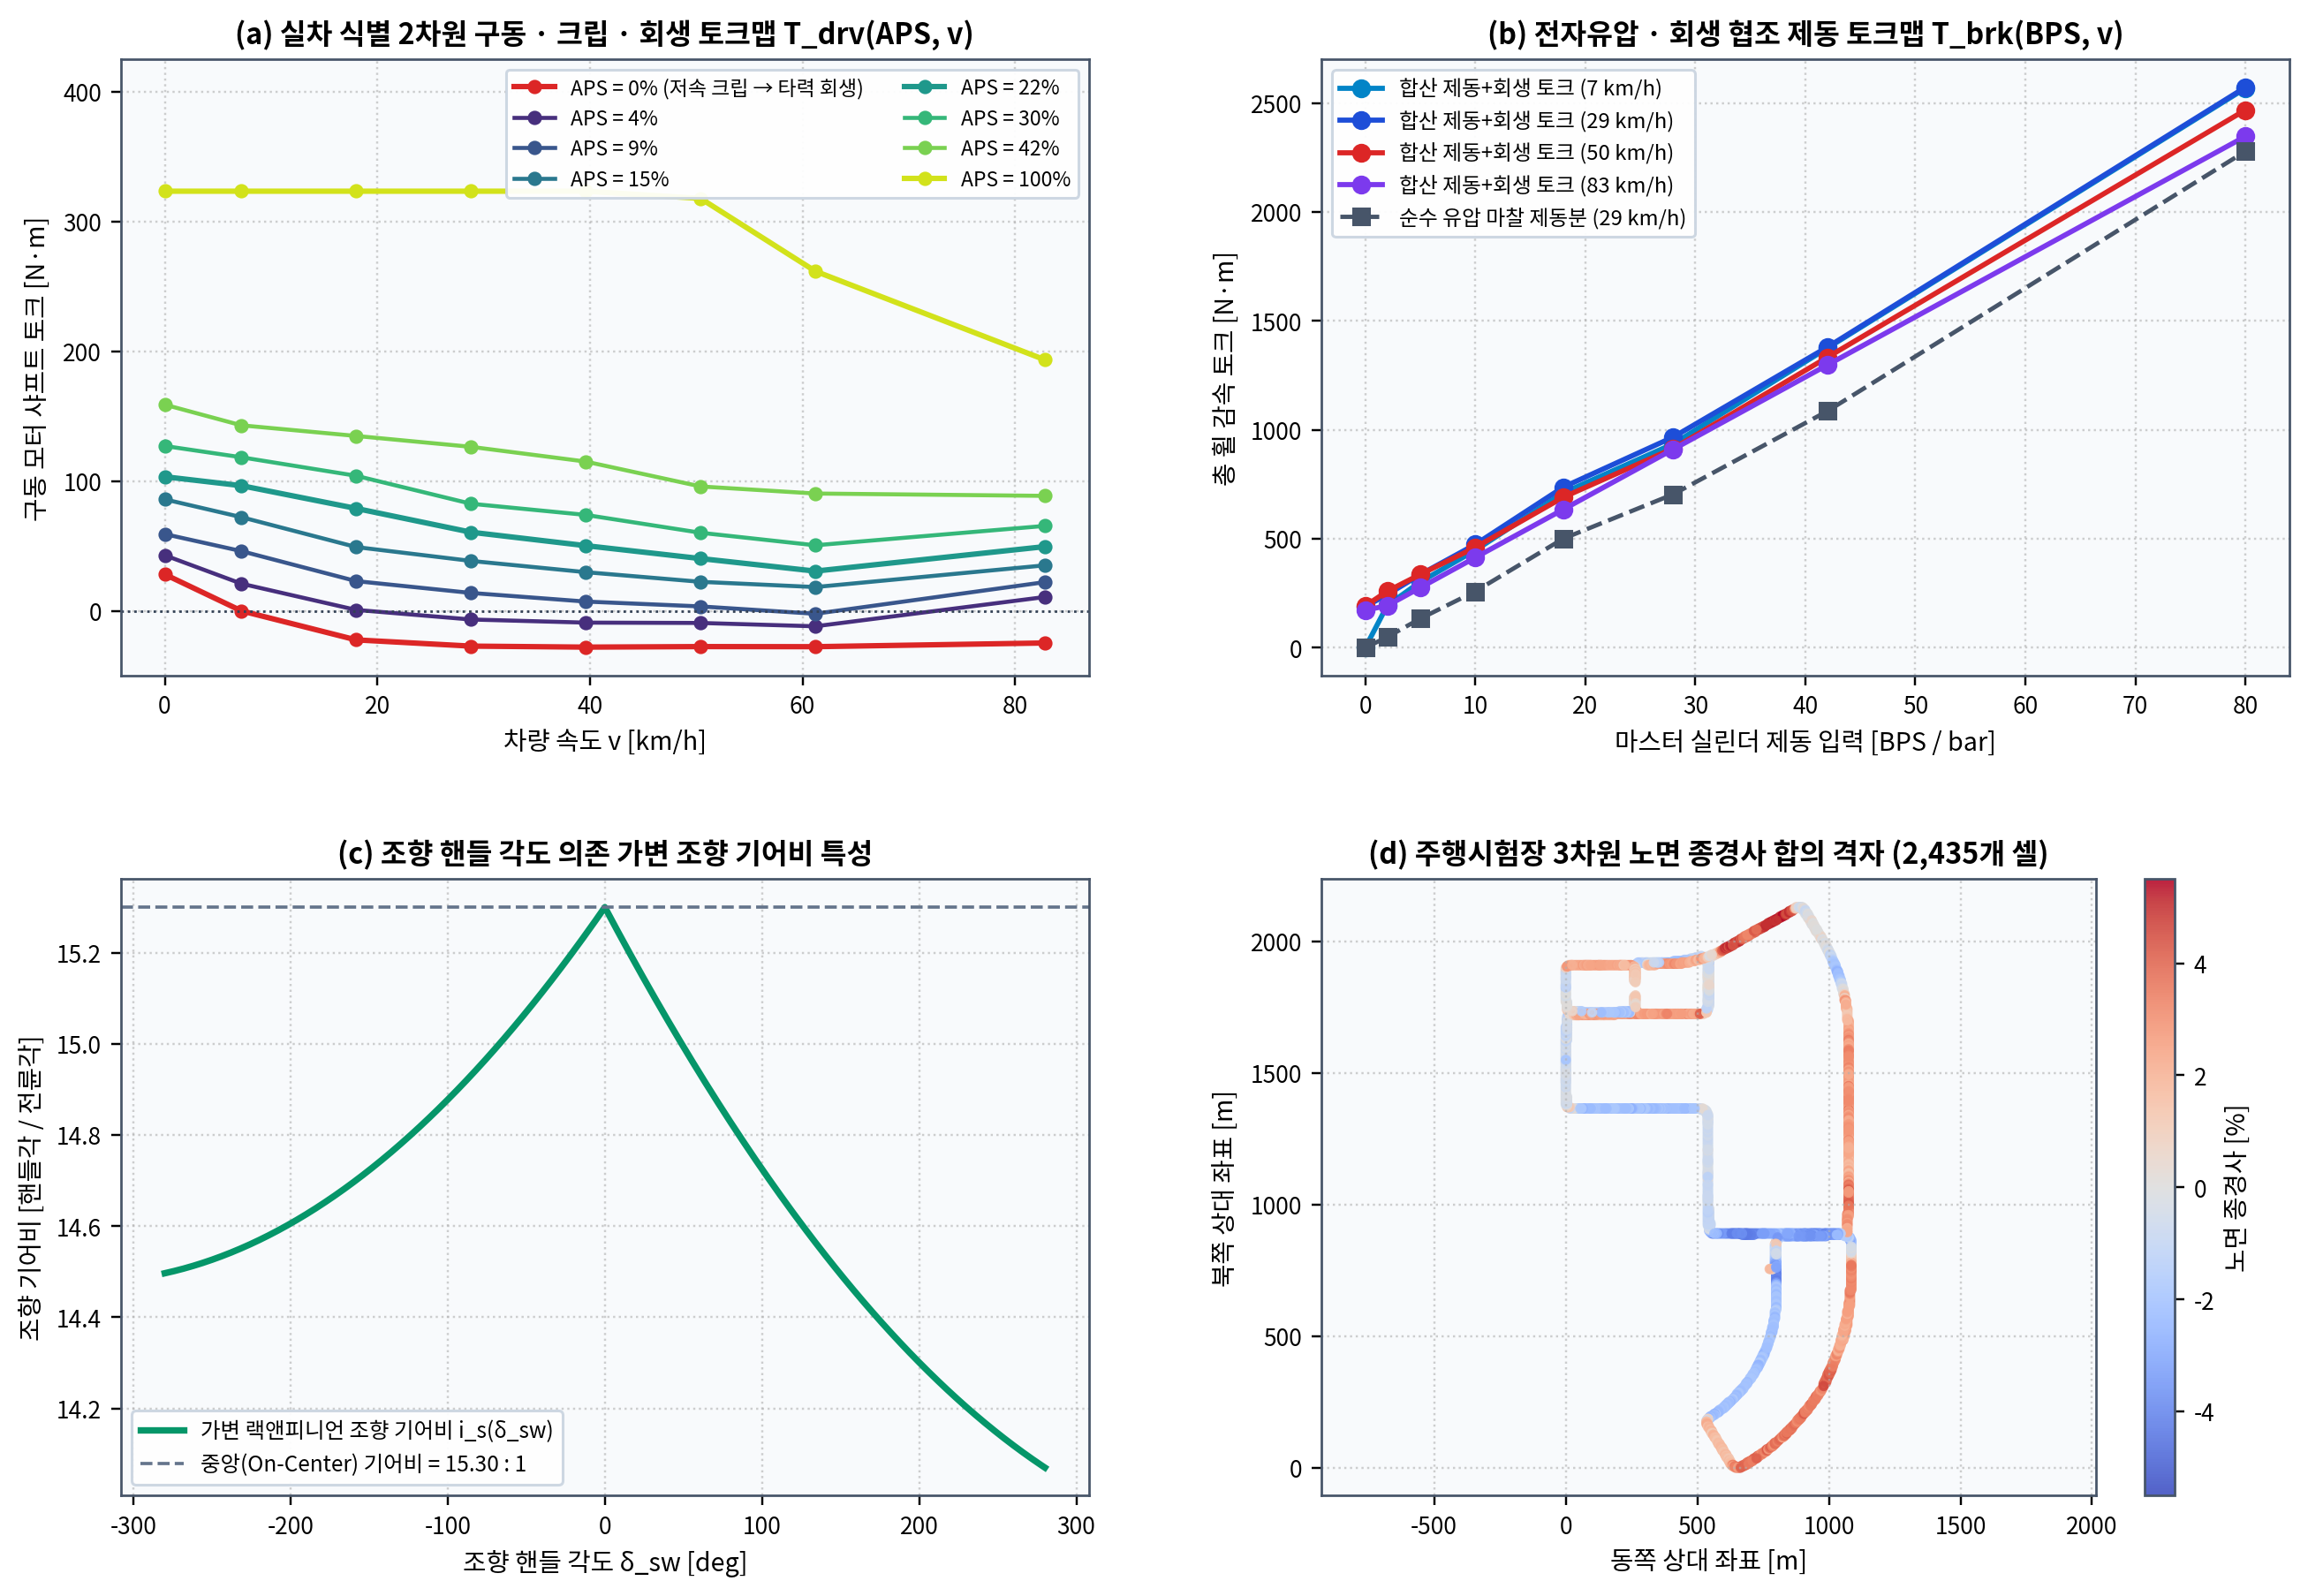 (a) 실차 식별 2차원 구동 · 크립 · 회생 토크맵 T_drv(APS, v)
구동 모터 샤프트 토크 [N·m]
400
300
200
100
0
APS = 0% (저속 크립 → 타력 회생)
APS = 4%
APS = 9%
APS = 15%
APS = 22%
APS = 30%
APS = 42%
APS = 100%
0 20 40 60 80
차량 속도 v [km/h]
(b) 전자유압 · 회생 협조 제동 토크맵 T_brk(BPS, v)
총 휠 감속 토크 [N·m]
2500
2000
1500
1000
500
0
합산 제동+회생 토크 (7 km/h)
합산 제동+회생 토크 (29 km/h)
합산 제동+회생 토크 (50 km/h)
합산 제동+회생 토크 (83 km/h)
순수 유압 마찰 제동분 (29 km/h)
0 10 20 30 40 50 60 70 80
마스터 실린더 제동 입력 [BPS / bar]
(c) 조향 핸들 각도 의존 가변 조향 기어비 특성
조향 기어비 [핸들각 / 전륜각]
15.2
15.0
14.8
14.6
14.4
14.2
가변 랙앤피니언 조향 기어비 i_s(δ_sw)
중앙(On-Center) 기어비 = 15.30 : 1
-300 -200 -100 0 100 200 300
조향 핸들 각도 δ_sw [deg]
(d) 주행시험장 3차원 노면 종경사 합의 격자 (2,435개 셀)
북쪽 상대 좌표 [m]
2000
1500
1000
500
0
-500 0 500 1000 1500 2000
동쪽 상대 좌표 [m]
4
2
0
-2
-4
노면 종경사 [%]